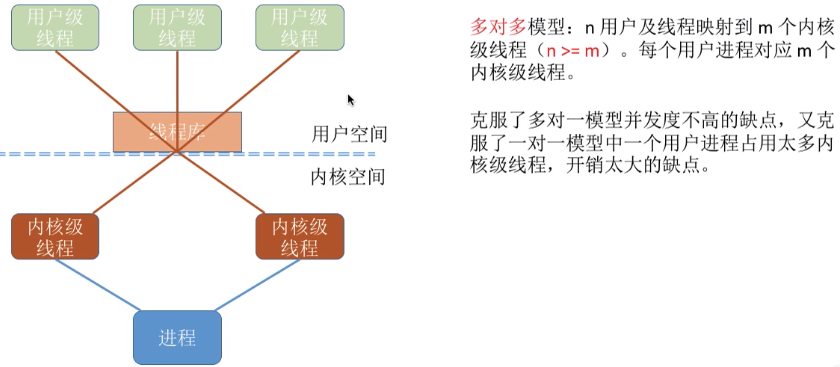 用户级
线程
用户级
线程
用户级
线程
线程库
用户空间
内核空间
内核级
线程
内核级
线程
进程
多对多模型：n 用户及线程映射到 m 个内核
级线程（n >= m）。每个用户进程对应 m 个
内核级线程。
克服了多对一模型并发度不高的缺点，又克
服了一对一模型中一个用户进程占用太多内
核级线程，开销太大的缺点。